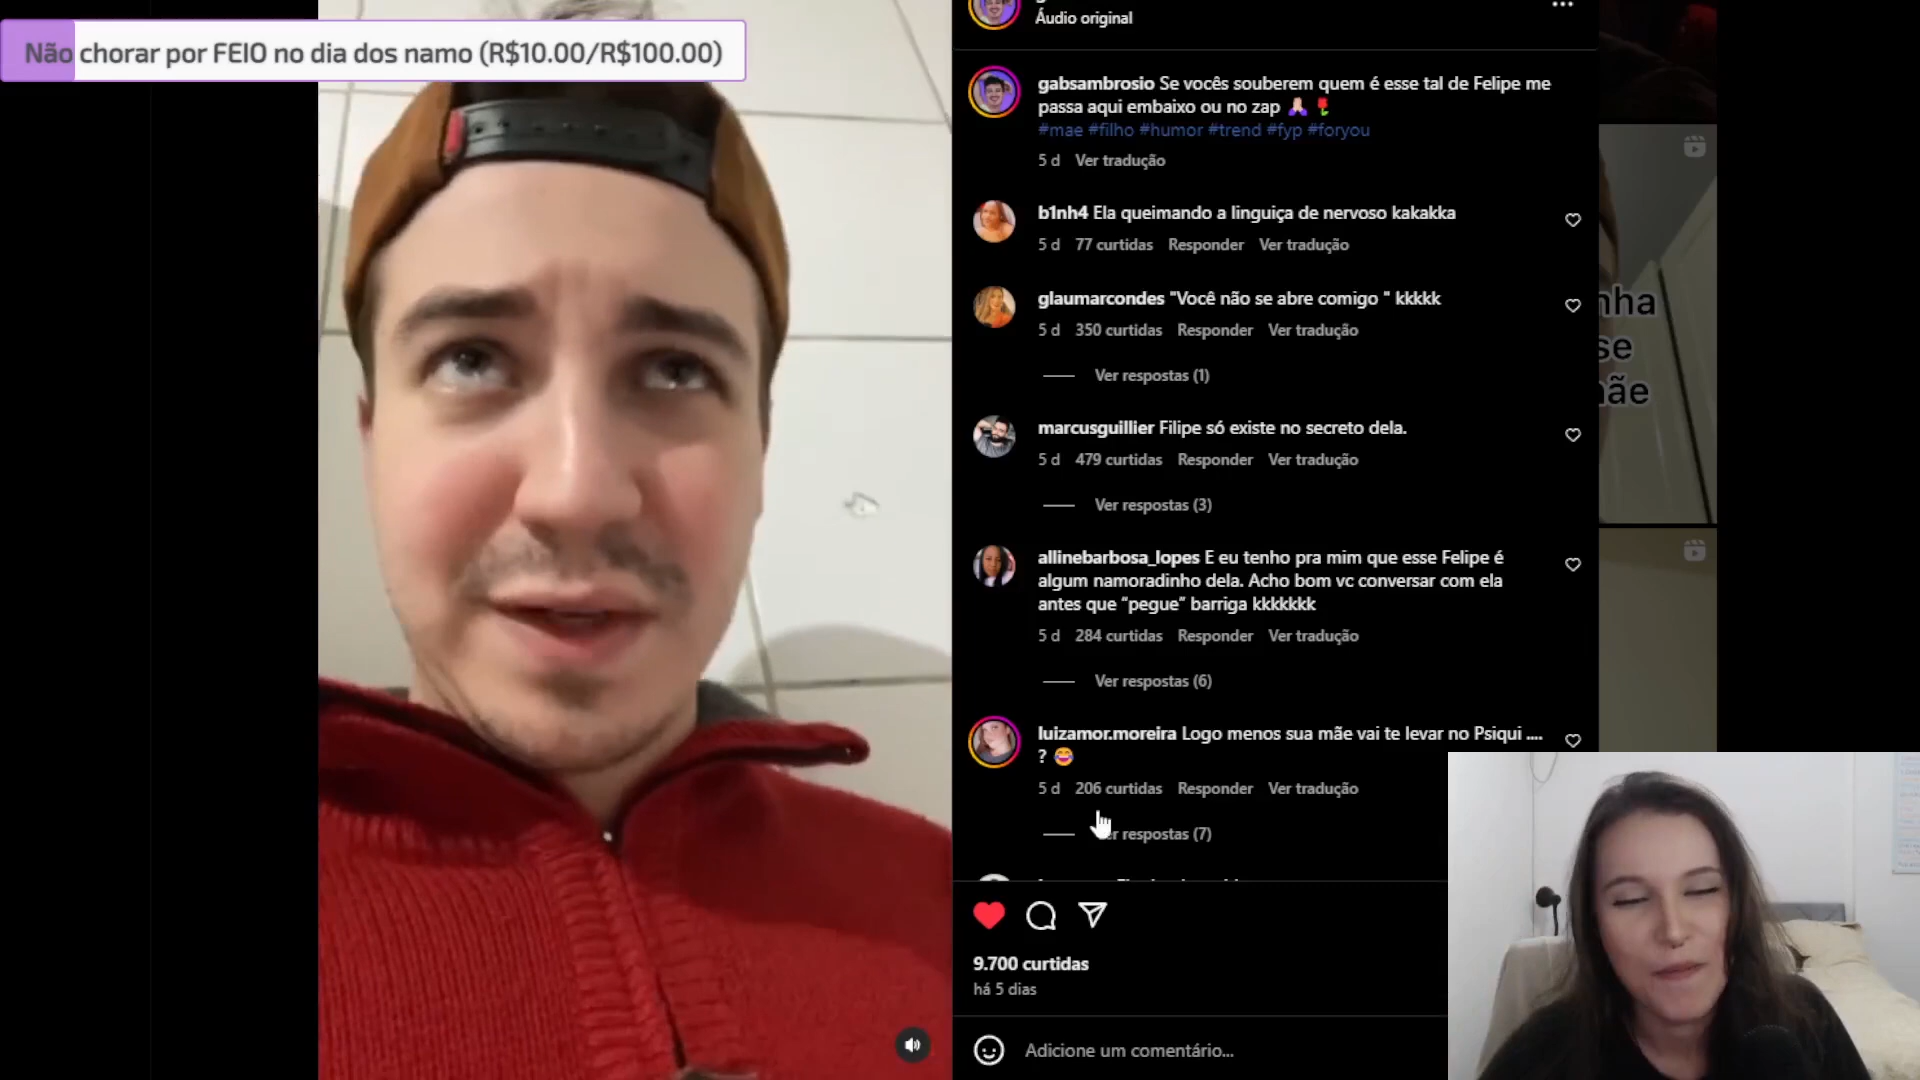 Não chorar por FEIO no dia dos namo (R$10.00/R$100.00)
Áudio original
gabsambrosio Se vocês souberem quem é esse tal de Felipe me
passa aqui embaixo ou no zap 🙏🏻🌹
#mae #filho #humor #trend #fyp #foryou
5 d Ver tradução
b1nh4 Ela queimando a linguiça de nervoso kakakka
5 d 77 curtidas Responder Ver tradução
glaumarcondes "Você não se abre comigo " kkkkk
5 d 350 curtidas Responder Ver tradução
Ver respostas (1)
marcusguillier Filipe só existe no secreto dela.
5 d 479 curtidas Responder Ver tradução
Ver respostas (3)
allinebarbosa_lopes E eu tenho pra mim que esse Felipe é
algum namoradinho dela. Acho bom vc conversar com ela
antes que “pegue” barriga kkkkkkk
5 d 284 curtidas Responder Ver tradução
Ver respostas (6)
luizamor.moreira Logo menos sua mãe vai te levar no Psiqui ....
? 😂
5 d 206 curtidas Responder Ver tradução
respostas (7)
9.700 curtidas
há 5 dias
Adicione um comentário...
nha
se
mãe